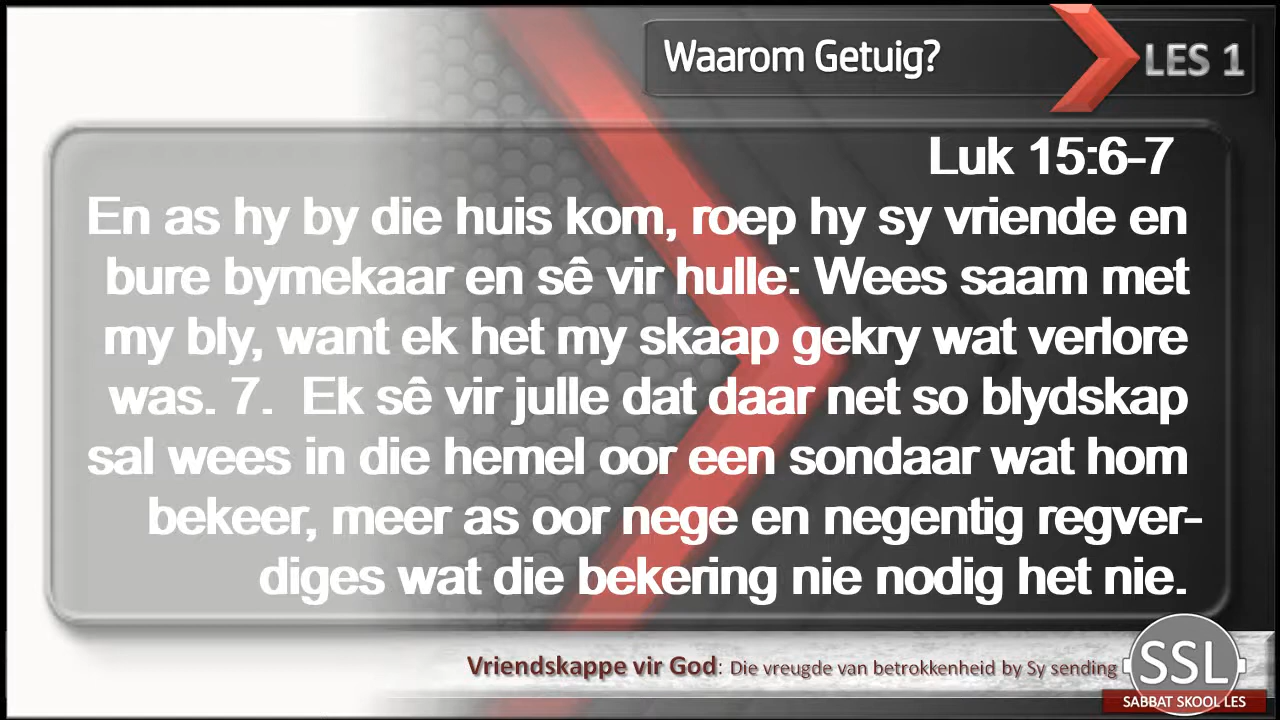 Waarom Getuig?
LES 1
Luk 15:6-7
En as hy by die huis kom, roep hy sy vriende en
bure bymekaar en sê vir hulle: Wees saam met
my bly, want ek het my skaap gekry wat verlore
was. 7.  Ek sê vir julle dat daar net so blydskap
sal wees in die hemel oor een sondaar wat hom
bekeer, meer as oor nege en negentig regver-
diges wat die bekering nie nodig het nie.
Vriendskappe vir God: Die vreugde van betrokkenheid by Sy sending
SSL
SABBAT SKOOL LES